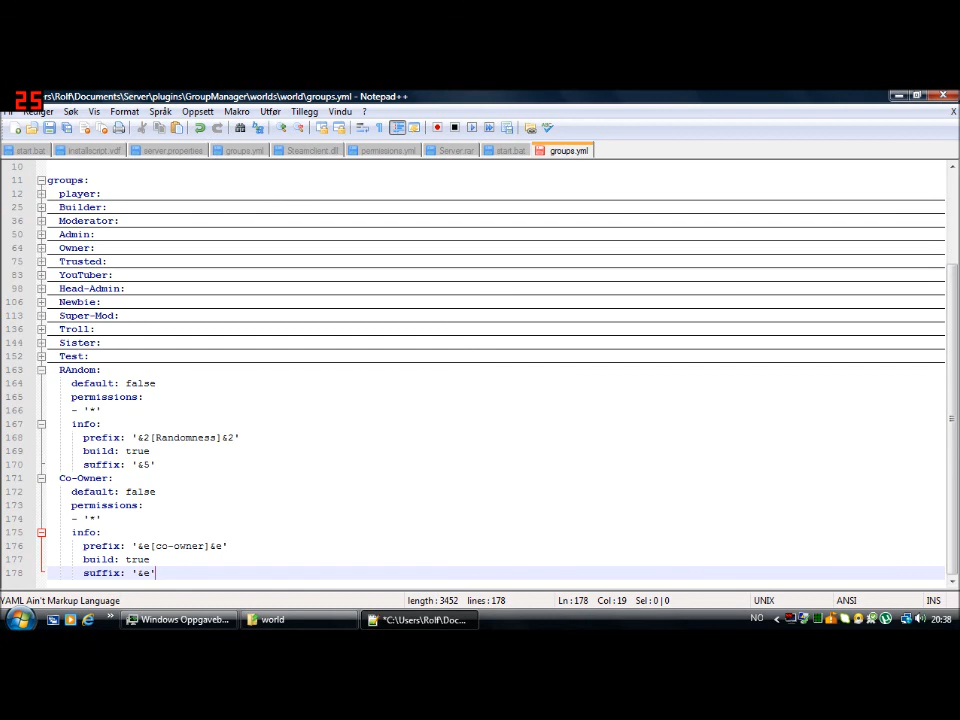 25
rs\Rolf\Documents\Server\plugins\GroupManager\worlds\world\groups.yml - Notepad++
Rediger Søk Vis Format Språk Oppsett Makro Utfør Tillegg Vindu ? X
start.bat installscript.vdf server.properties groups.yml Steamclient.dll permissions.yml Server.rar start.bat groups.yml
10
11 groups:
12 player:
25 Builder:
36 Moderator:
50 Admin:
64 Owner:
75 Trusted:
83 YouTuber:
98 Head-Admin:
106 Newbie:
113 Super-Mod:
136 Troll:
144 Sister:
152 Test:
163 RAndom:
164 default: false
165 permissions:
166 - '*'
167 info:
168 prefix: '&2[Randomness]&2'
169 build: true
170 suffix: '&5'
171 Co-Owner:
172 default: false
173 permissions:
174 - '*'
175 info:
176 prefix: '&e[co-owner]&e'
177 build: true
178 suffix: '&e'
YAML Ain't Markup Language length : 3452 lines : 178 Ln : 178 Col : 19 Sel : 0 | 0 UNIX ANSI INS
Windows Oppgaveb... world *C:\Users\Rolf\Doc... NO 20:38